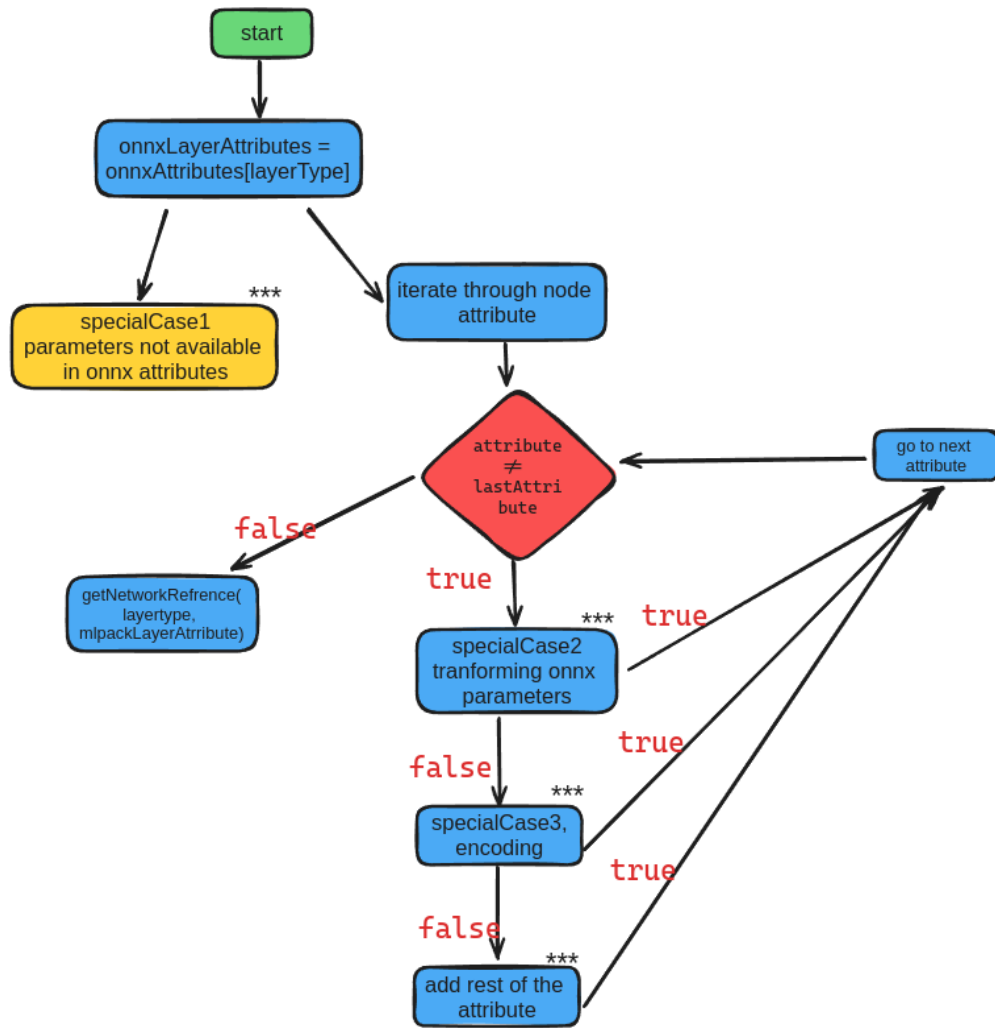 start
onnxLayerAttributes =
onnxAttributes[layerType]
***
specialCase1
parameters not available
in onnx attributes
iterate through node
attribute
attribute
≠
lastAttri
bute
go to next
attribute
false
true
getNetworkRefrence(
layertype,
mlpackLayerAtrribute)
***
specialCase2
tranforming onnx
parameters
true
false
true
***
specialCase3,
encoding
true
false
***
add rest of the
attribute